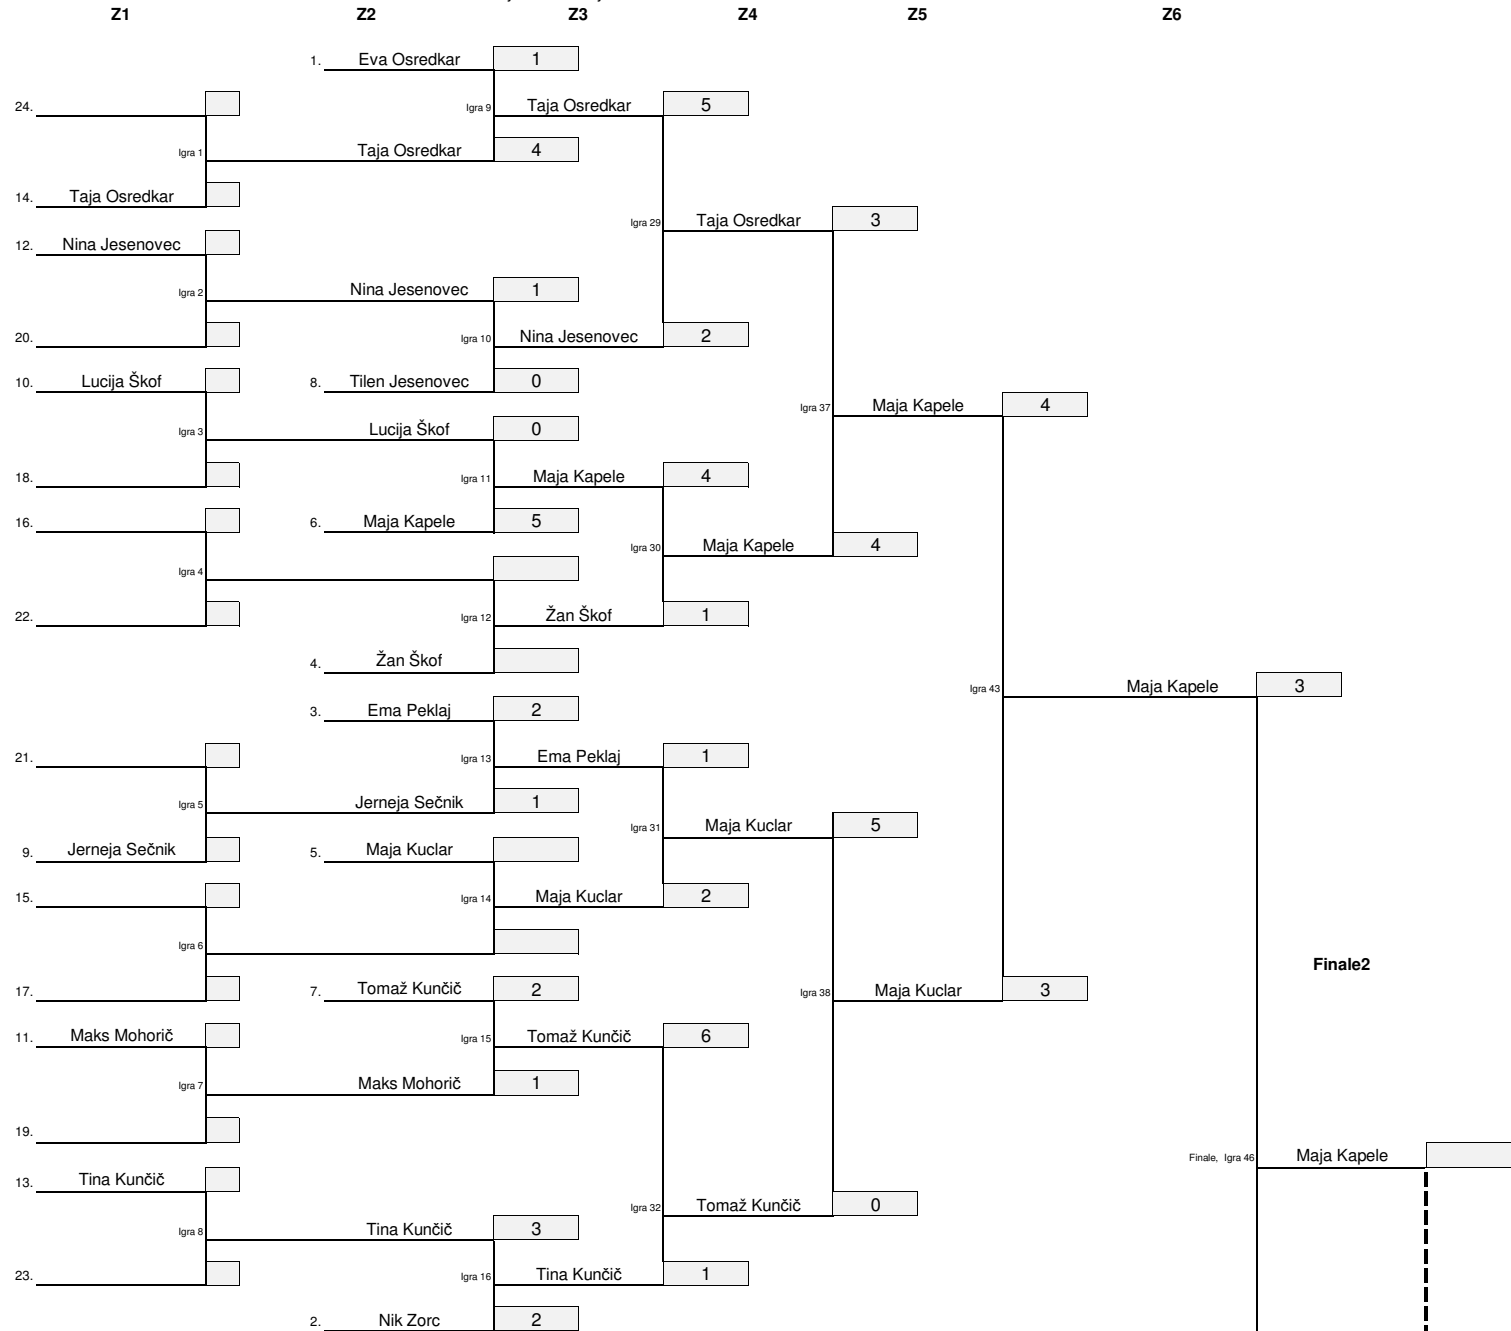 Z1 Z2 Z3 Z4 Z5 Z6
1. Eva Osredkar 1
24. Igra 9 Taja Osredkar 5
Igra 1 Taja Osredkar 4
14. Taja Osredkar
Igra 29 Taja Osredkar 3
12. Nina Jesenovec
Igra 2 Nina Jesenovec 1
20. Igra 10 Nina Jesenovec 2
10. Lucija Škof 8. Tilen Jesenovec 0
Igra 37 Maja Kapele 4
Igra 3 Lucija Škof 0
18. Igra 11 Maja Kapele 4
16. 6. Maja Kapele 5
Igra 30 Maja Kapele 4
Igra 4
22. Igra 12 Žan Škof 1
4. Žan Škof
Igra 43 Maja Kapele 3
3. Ema Peklaj 2
21. Igra 13 Ema Peklaj 1
Igra 5 Jerneja Sečnik 1
Igra 31 Maja Kuclar 5
9. Jerneja Sečnik 5. Maja Kuclar
15. Igra 14 Maja Kuclar 2
Igra 6
Finale2
17. 7. Tomaž Kunčič 2 Igra 38 Maja Kuclar 3
11. Maks Mohorič Igra 15 Tomaž Kunčič 6
Igra 7 Maks Mohorič 1
19.
Finale, Igra 46 Maja Kapele
13. Tina Kunčič
Igra 32 Tomaž Kunčič 0
Igra 8 Tina Kunčič 3
23. Igra 16 Tina Kunčič 1
2. Nik Zorc 2